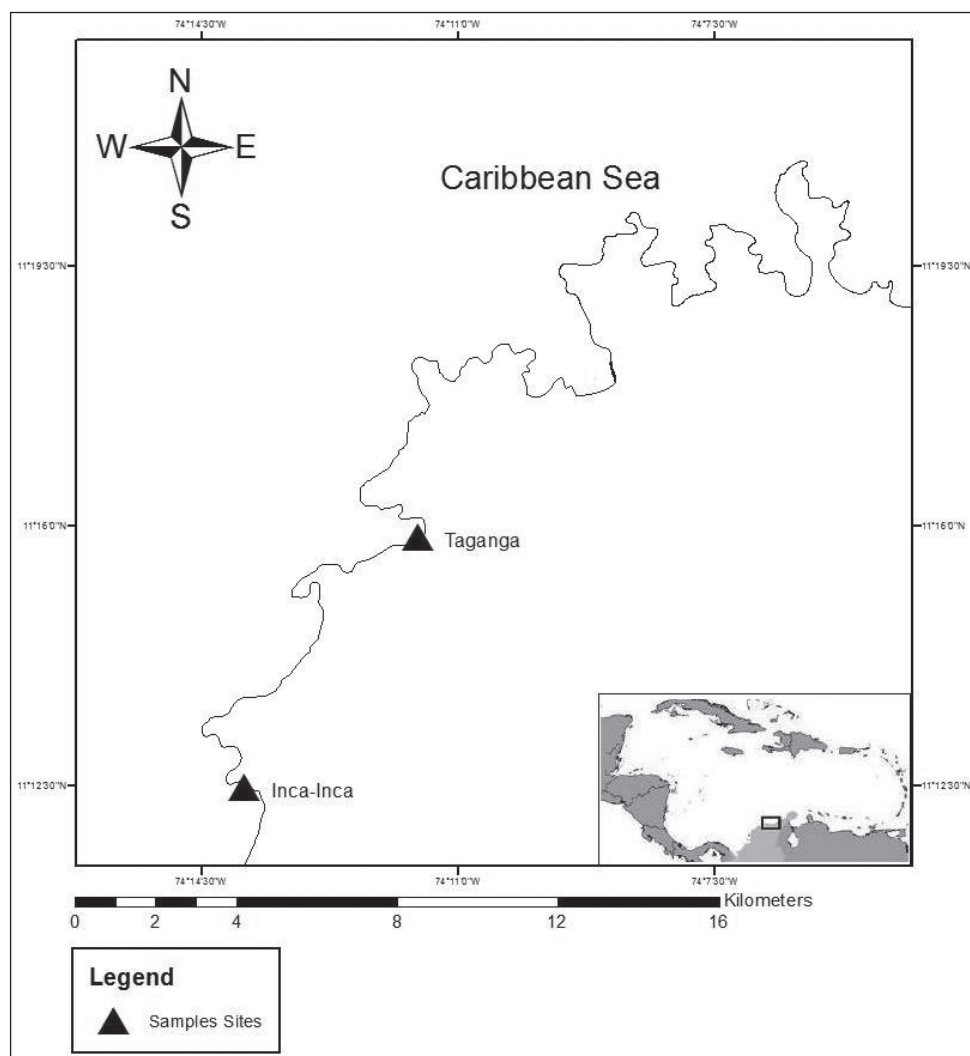 74°14'30"W 74°11'0"W 74°7'30"W
N
W E
S
Caribbean Sea
11°19'30"N 11°19'30"N
11°16'0"N 11°16'0"N
Taganga
11°12'30"N 11°12'30"N
Inca-Inca
74°14'30"W 74°11'0"W 74°7'30"W
Kilometers
0 2 4 8 12 16
Legend
Samples Sites